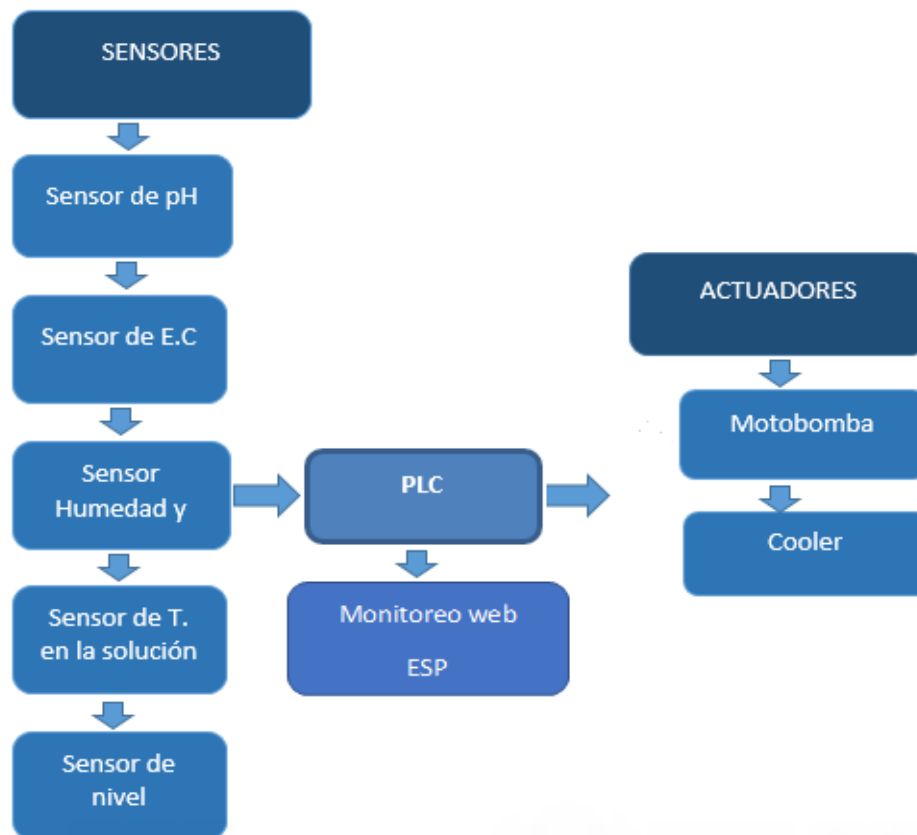 SENSORES
Sensor de pH
Sensor de E.C
Sensor
Humedad y
Sensor de T.
en la solución
Sensor de
nivel
PLC
Monitoreo web
ESP
ACTUADORES
Motobomba
Cooler